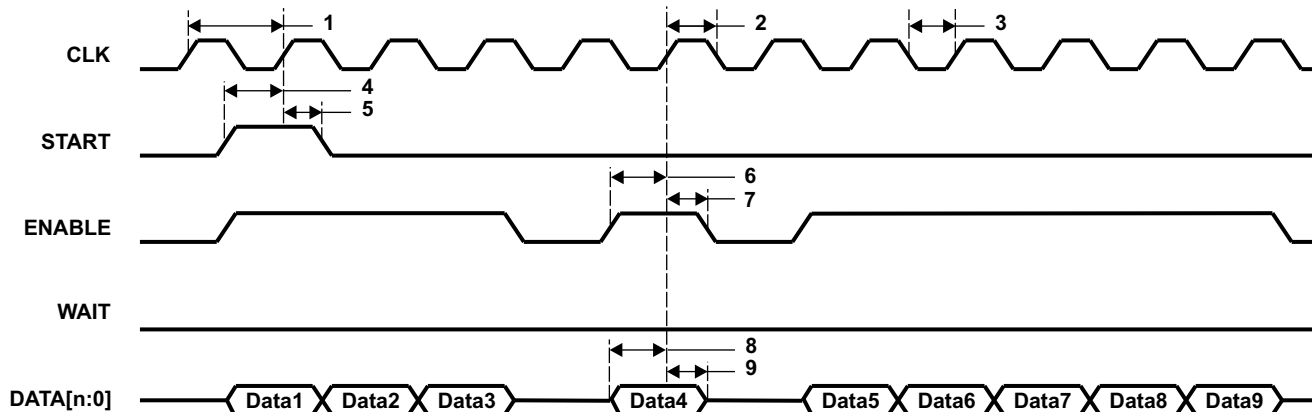 1 2 3
CLK
4
5
START
6
7
ENABLE
WAIT
8
9
DATA[n:0] Data1 Data2 Data3 Data4 Data5 Data6 Data7 Data8 Data9